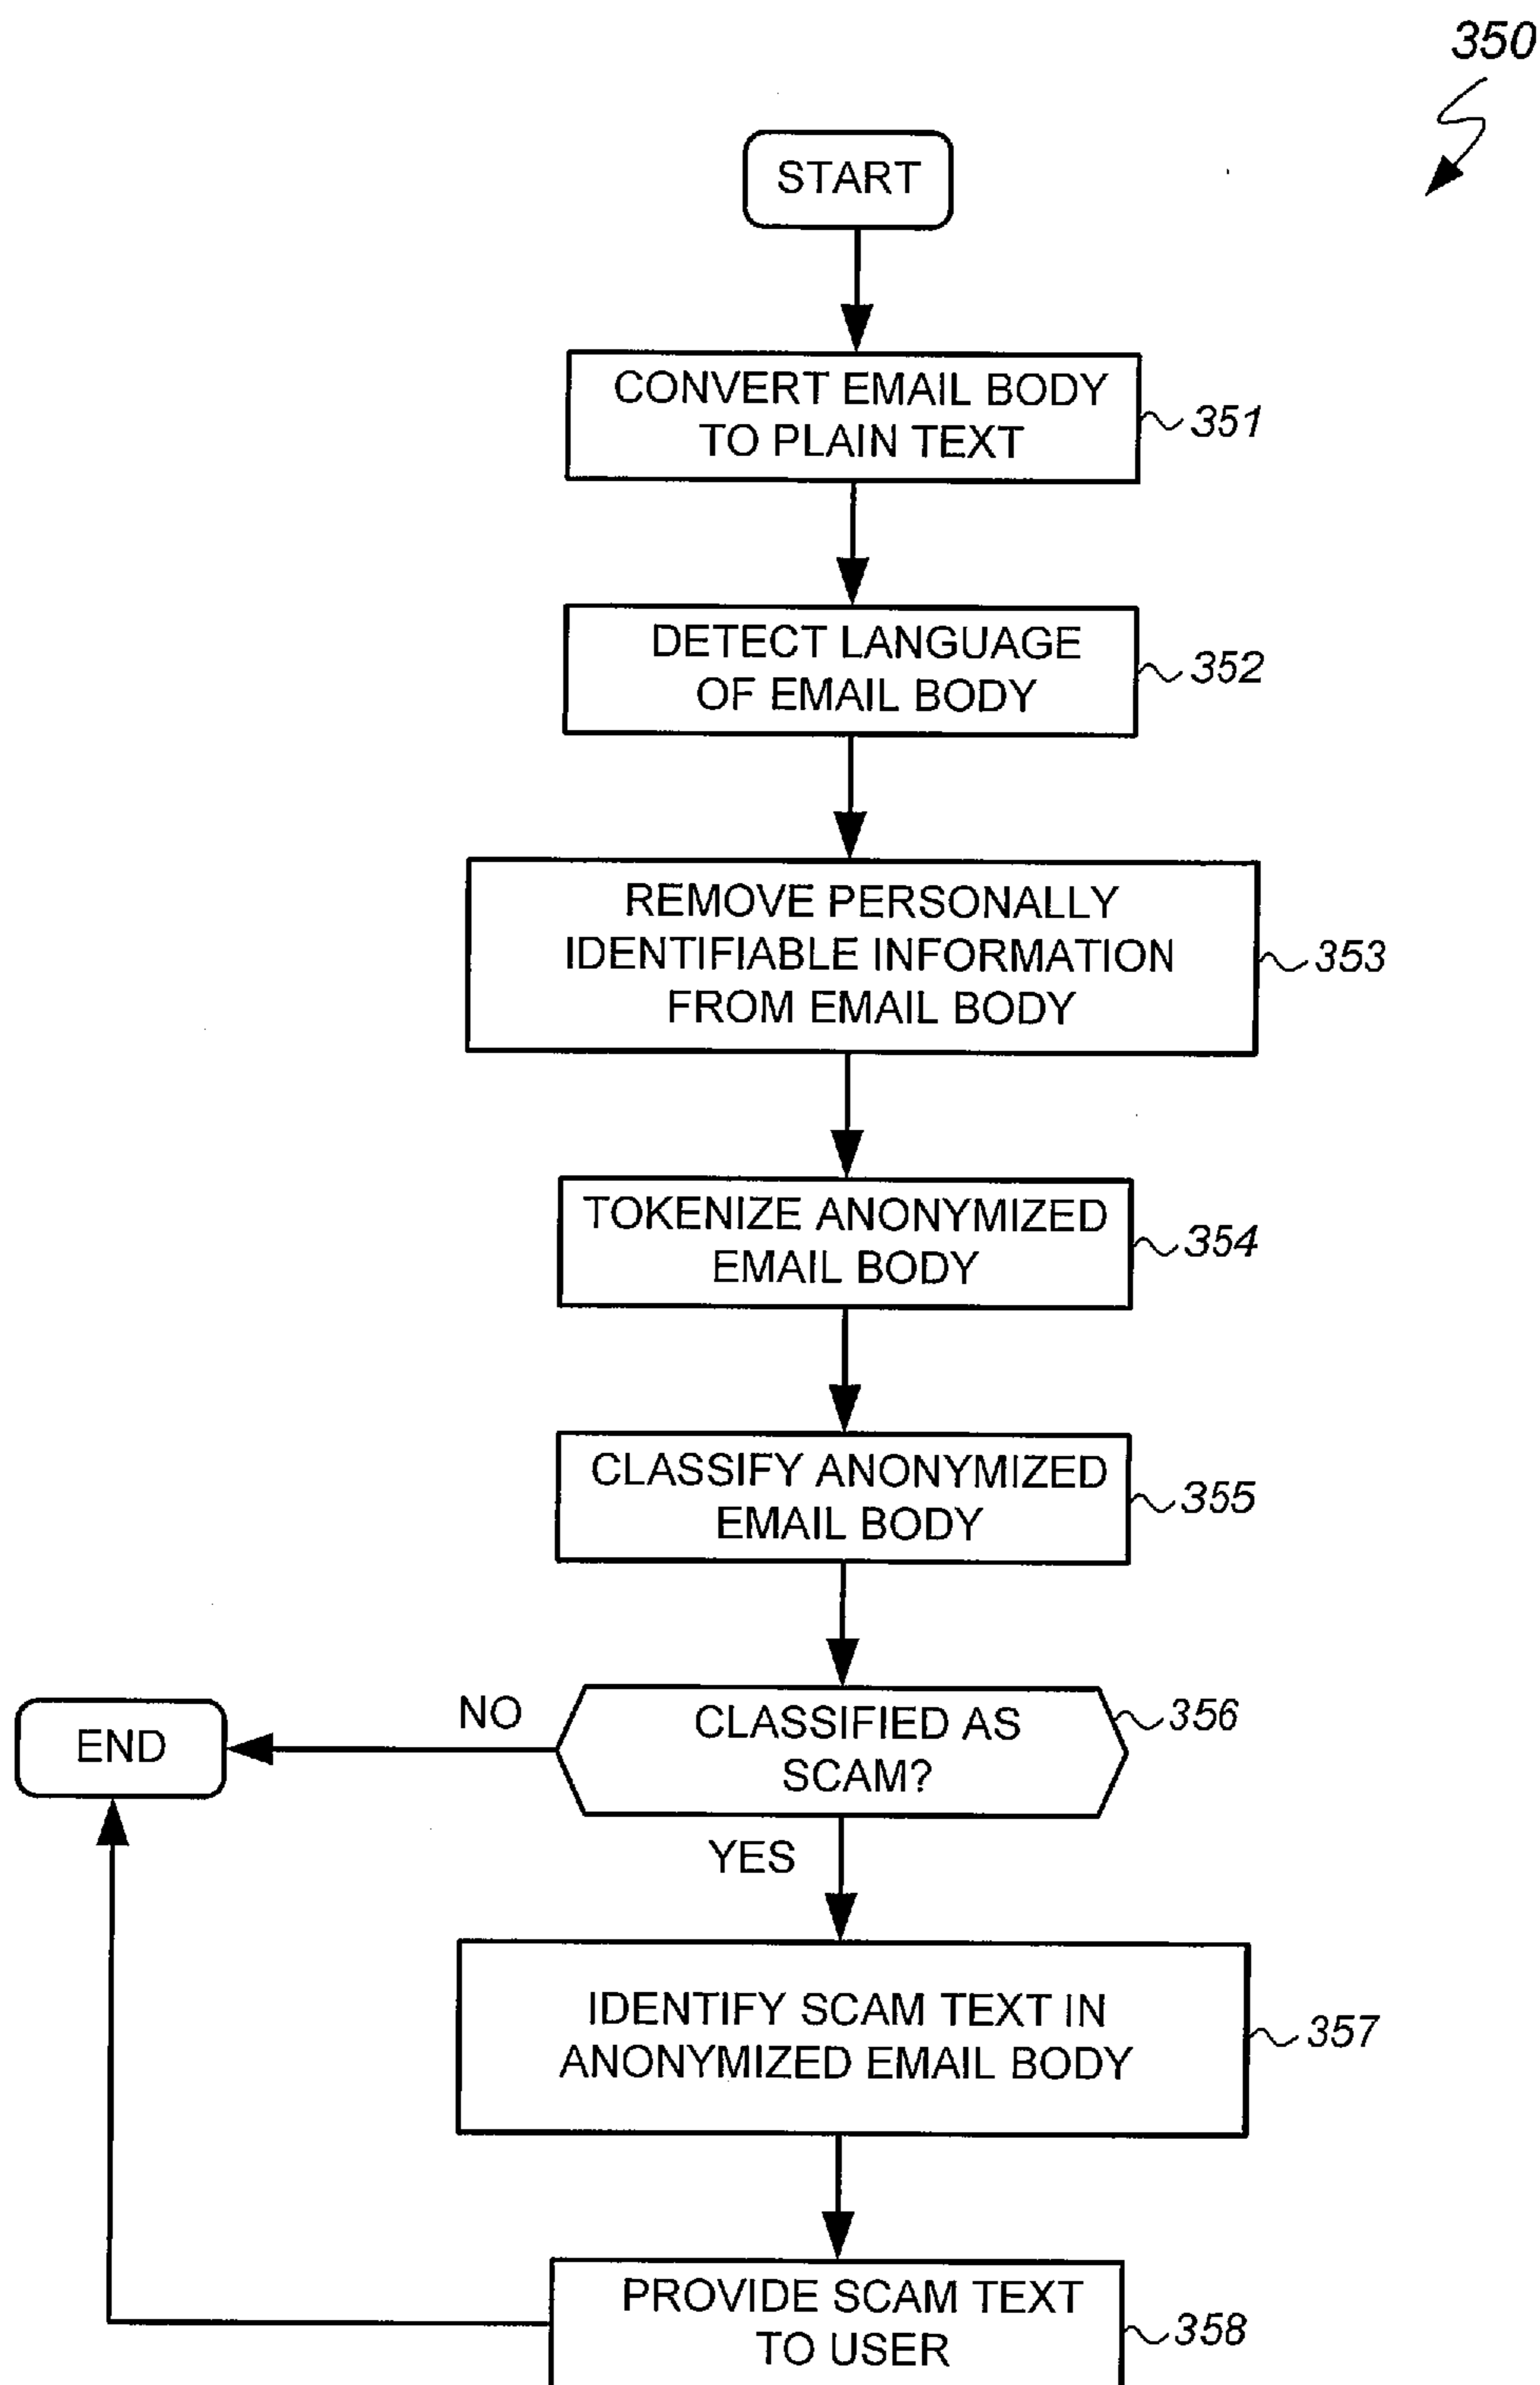 350
START
CONVERT EMAIL BODY
TO PLAIN TEXT
351
DETECT LANGUAGE
OF EMAIL BODY
352
REMOVE PERSONALLY
IDENTIFIABLE INFORMATION
FROM EMAIL BODY
353
TOKENIZE ANONYMIZED
EMAIL BODY
354
CLASSIFY ANONYMIZED
EMAIL BODY
355
CLASSIFIED AS
SCAM?
356
NO
END
YES
IDENTIFY SCAM TEXT IN
ANONYMIZED EMAIL BODY
357
PROVIDE SCAM TEXT
TO USER
358